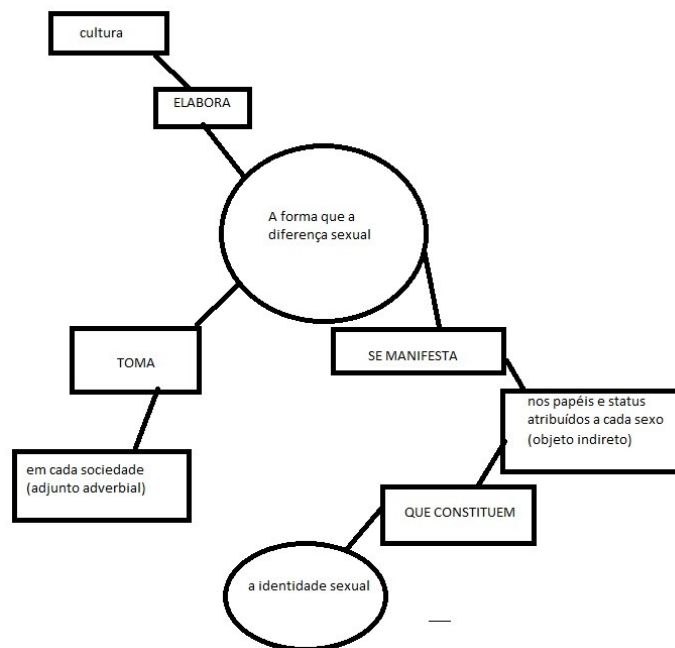 cultura
ELABORA
A forma que a
diferença sexual
TOMA
SE MANIFESTA
nos papéis e status
atribuídos a cada sexo
(objeto indireto)
em cada sociedade
(adjunto adverbial)
QUE CONSTITUEM
a identidade sexual